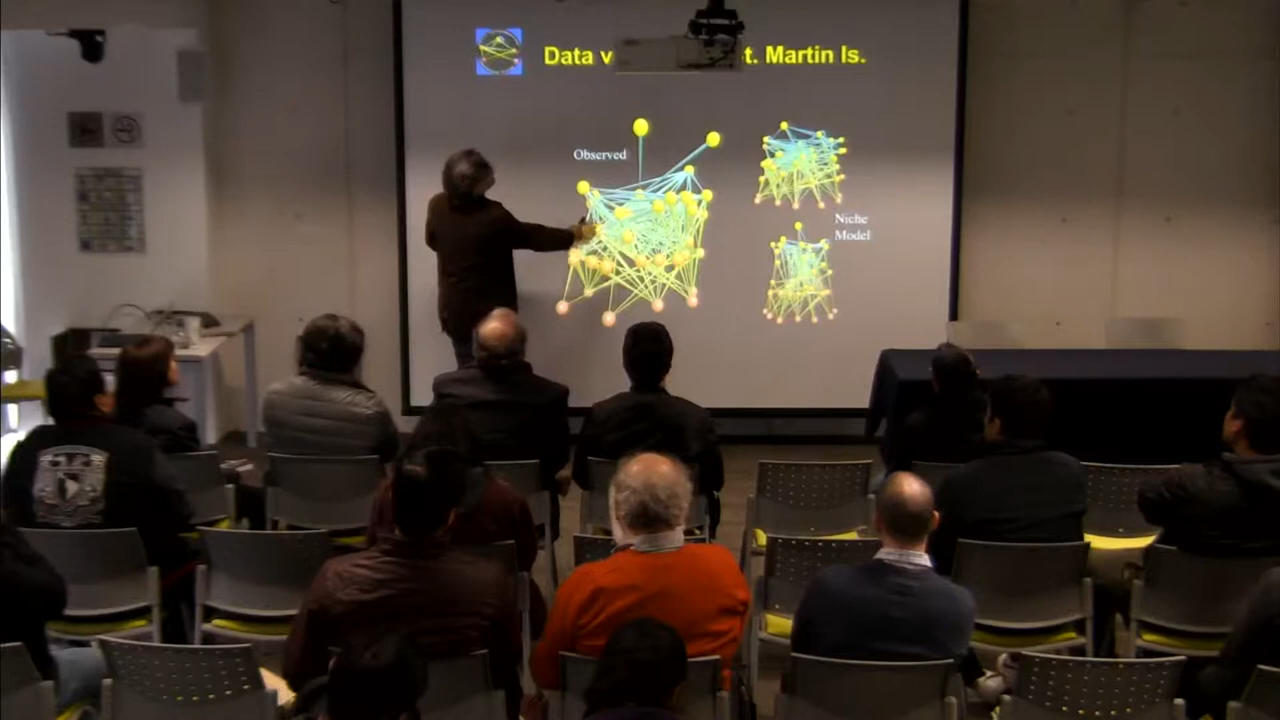 Data v t. Martin Is.
Observed
Niche
Model